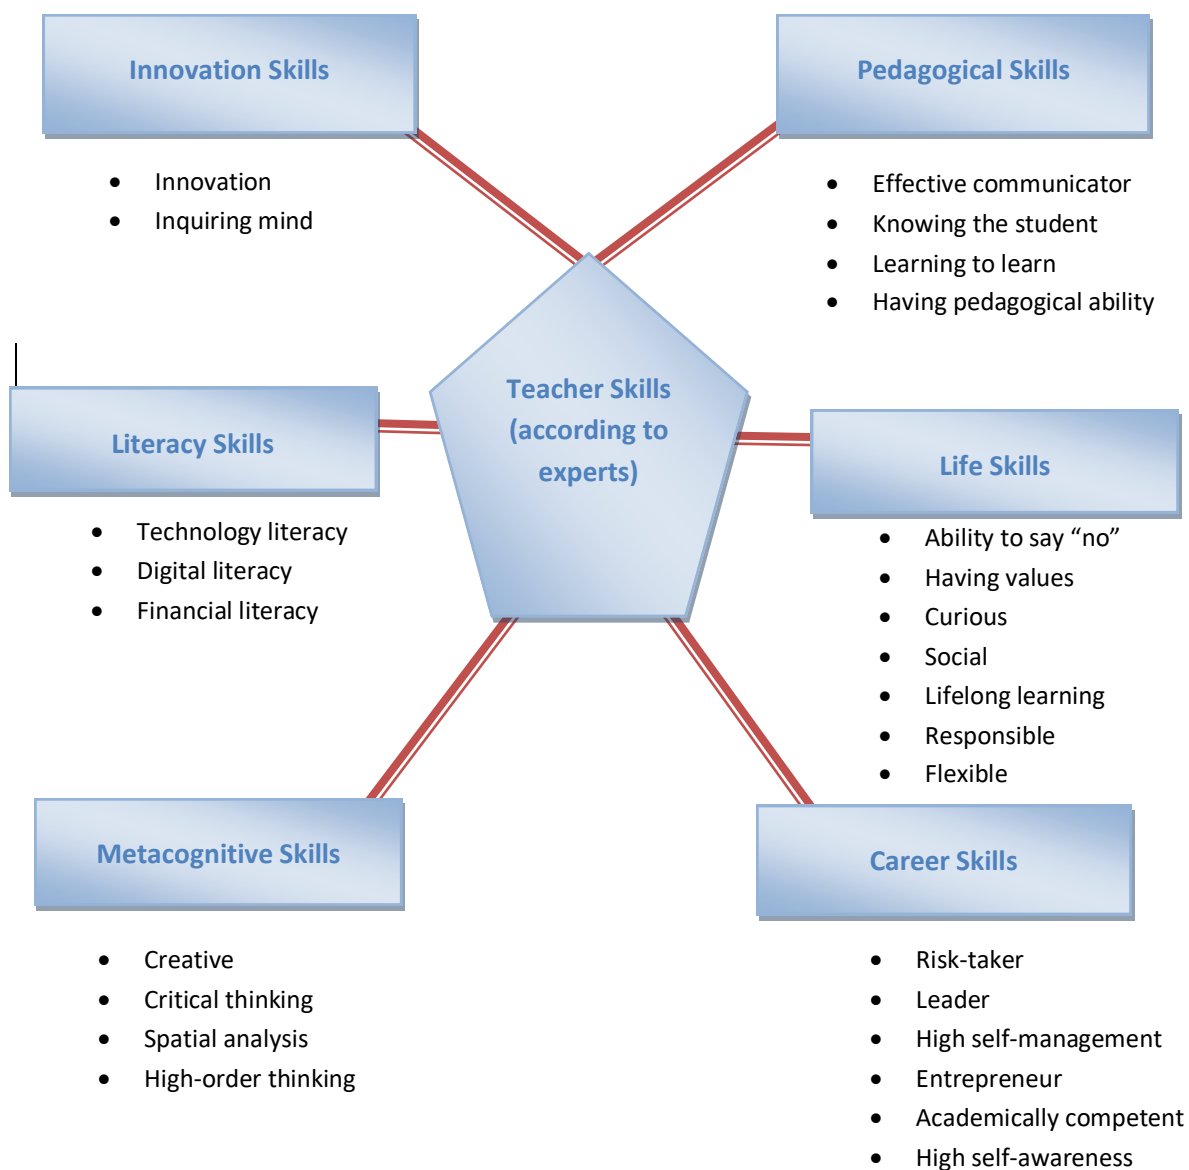 Innovation Skills
• Innovation
• Inquiring mind
Pedagogical Skills
• Effective communicator
• Knowing the student
• Learning to learn
• Having pedagogical ability
Teacher Skills
(according to
experts)
Literacy Skills
• Technology literacy
• Digital literacy
• Financial literacy
Life Skills
• Ability to say “no”
• Having values
• Curious
• Social
• Lifelong learning
• Responsible
• Flexible
Metacognitive Skills
• Creative
• Critical thinking
• Spatial analysis
• High-order thinking
Career Skills
• Risk-taker
• Leader
• High self-management
• Entrepreneur
• Academically competent
• High self-awareness